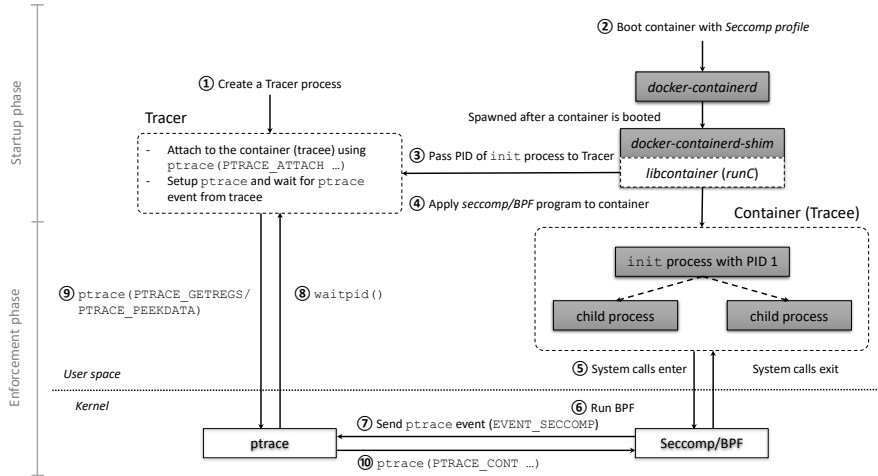 Startup phase
Enforcement phase
② Boot container with Seccomp profile
① Create a Tracer process
docker-containerd
Spawned after a container is booted
Tracer
- Attach to the container (tracee) using
ptrace(PTRACE_ATTACH …)
- Setup ptrace and wait for ptrace
event from tracee
③ Pass PID of init process to Tracer
docker-containerd-shim
libcontainer (runC)
④ Apply seccomp/BPF program to container
Container (Tracee)
init process with PID 1
child process
child process
⑨ ptrace(PTRACE_GETREGS/
PTRACE_PEEKDATA)
⑧ waitpid()
⑤ System calls enter
System calls exit
User space
Kernel
⑥ Run BPF
⑦ Send ptrace event (EVENT_SECCOMP)
ptrace
Seccomp/BPF
⑩ ptrace(PTRACE_CONT …)